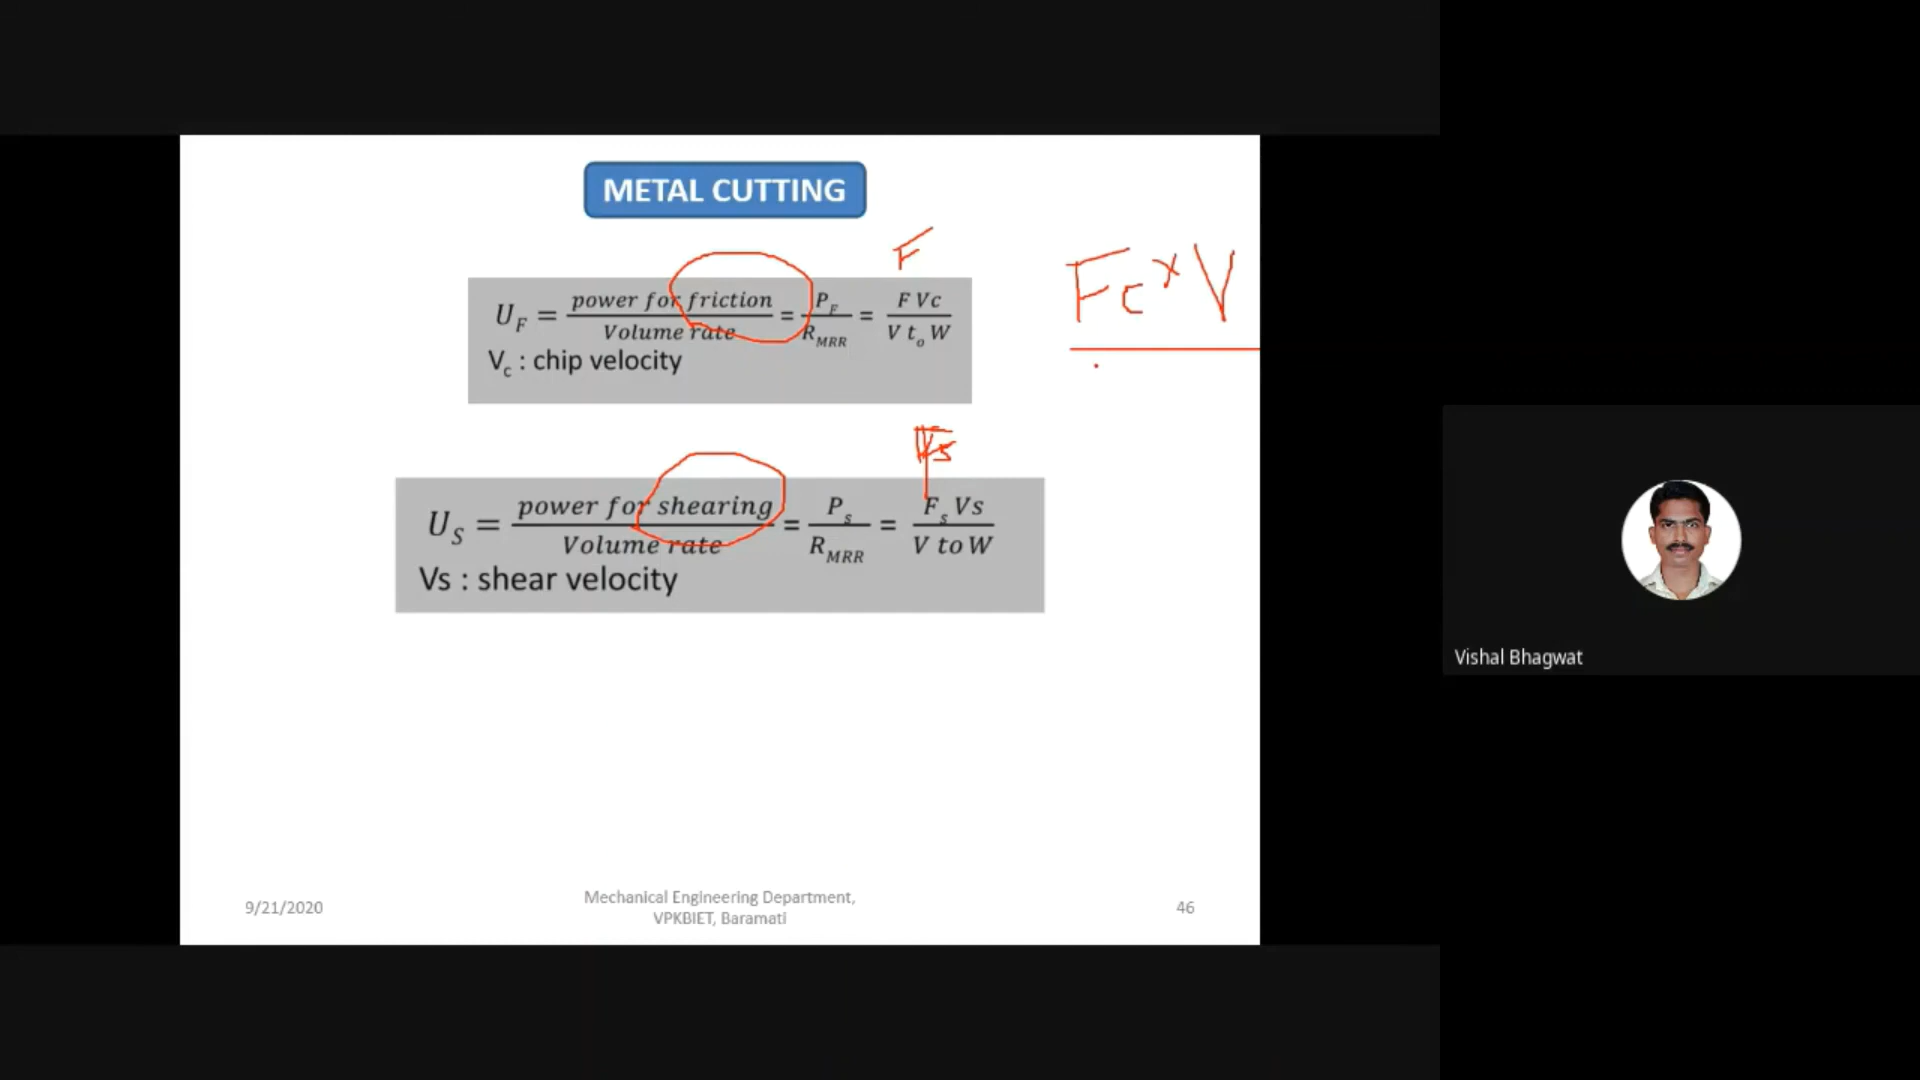 METAL CUTTING
F
Fc × V
U_F = power for friction / Volume rate = P_F / R_MRR = F Vc / V t_o W
V_c : chip velocity
Fs
U_S = power for shearing / Volume rate = P_s / R_MRR = F_s Vs / V to W
Vs : shear velocity
Vishal Bhagwat
9/21/2020
Mechanical Engineering Department,
VPKBIET, Baramati
46